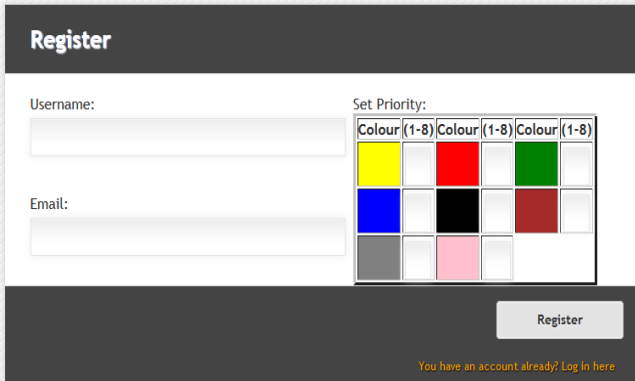 Register
Username:
Set Priority:
Colour (1-8) Colour (1-8) Colour (1-8)
Email:
Register
You have an account already? Log in here